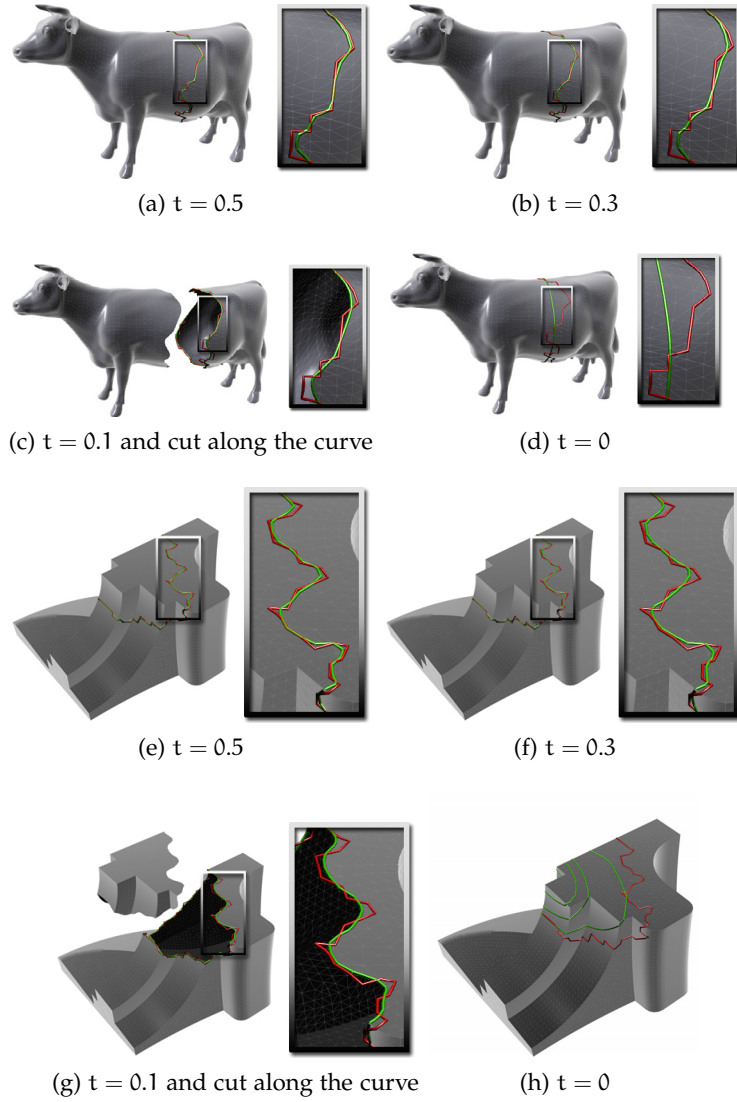 (a) t = 0.5
(b) t = 0.3
(c) t = 0.1 and cut along the curve
(d) t = 0
(e) t = 0.5
(f) t = 0.3
(g) t = 0.1 and cut along the curve
(h) t = 0